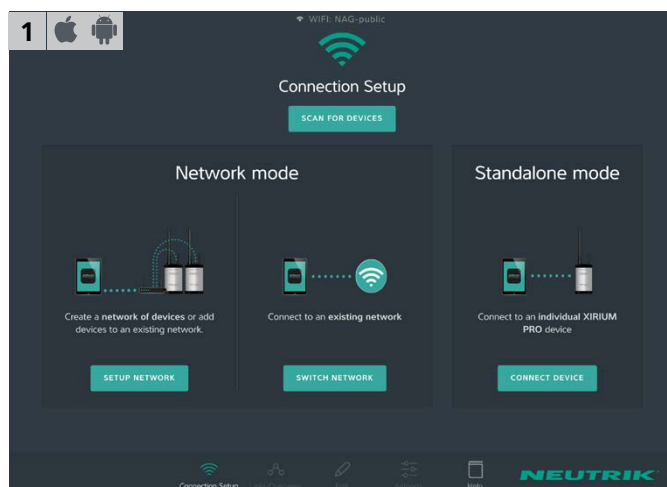 1
WIFI: NAG-public
Connection Setup
SCAN FOR DEVICES
Network mode
Create a network of devices or add
devices to an existing network.
SETUP NETWORK
Connect to an existing network
SWITCH NETWORK
Standalone mode
Connect to an individual XIRIUM
PRO device
CONNECT DEVICE
Connection Setup
Help
NEUTRIK